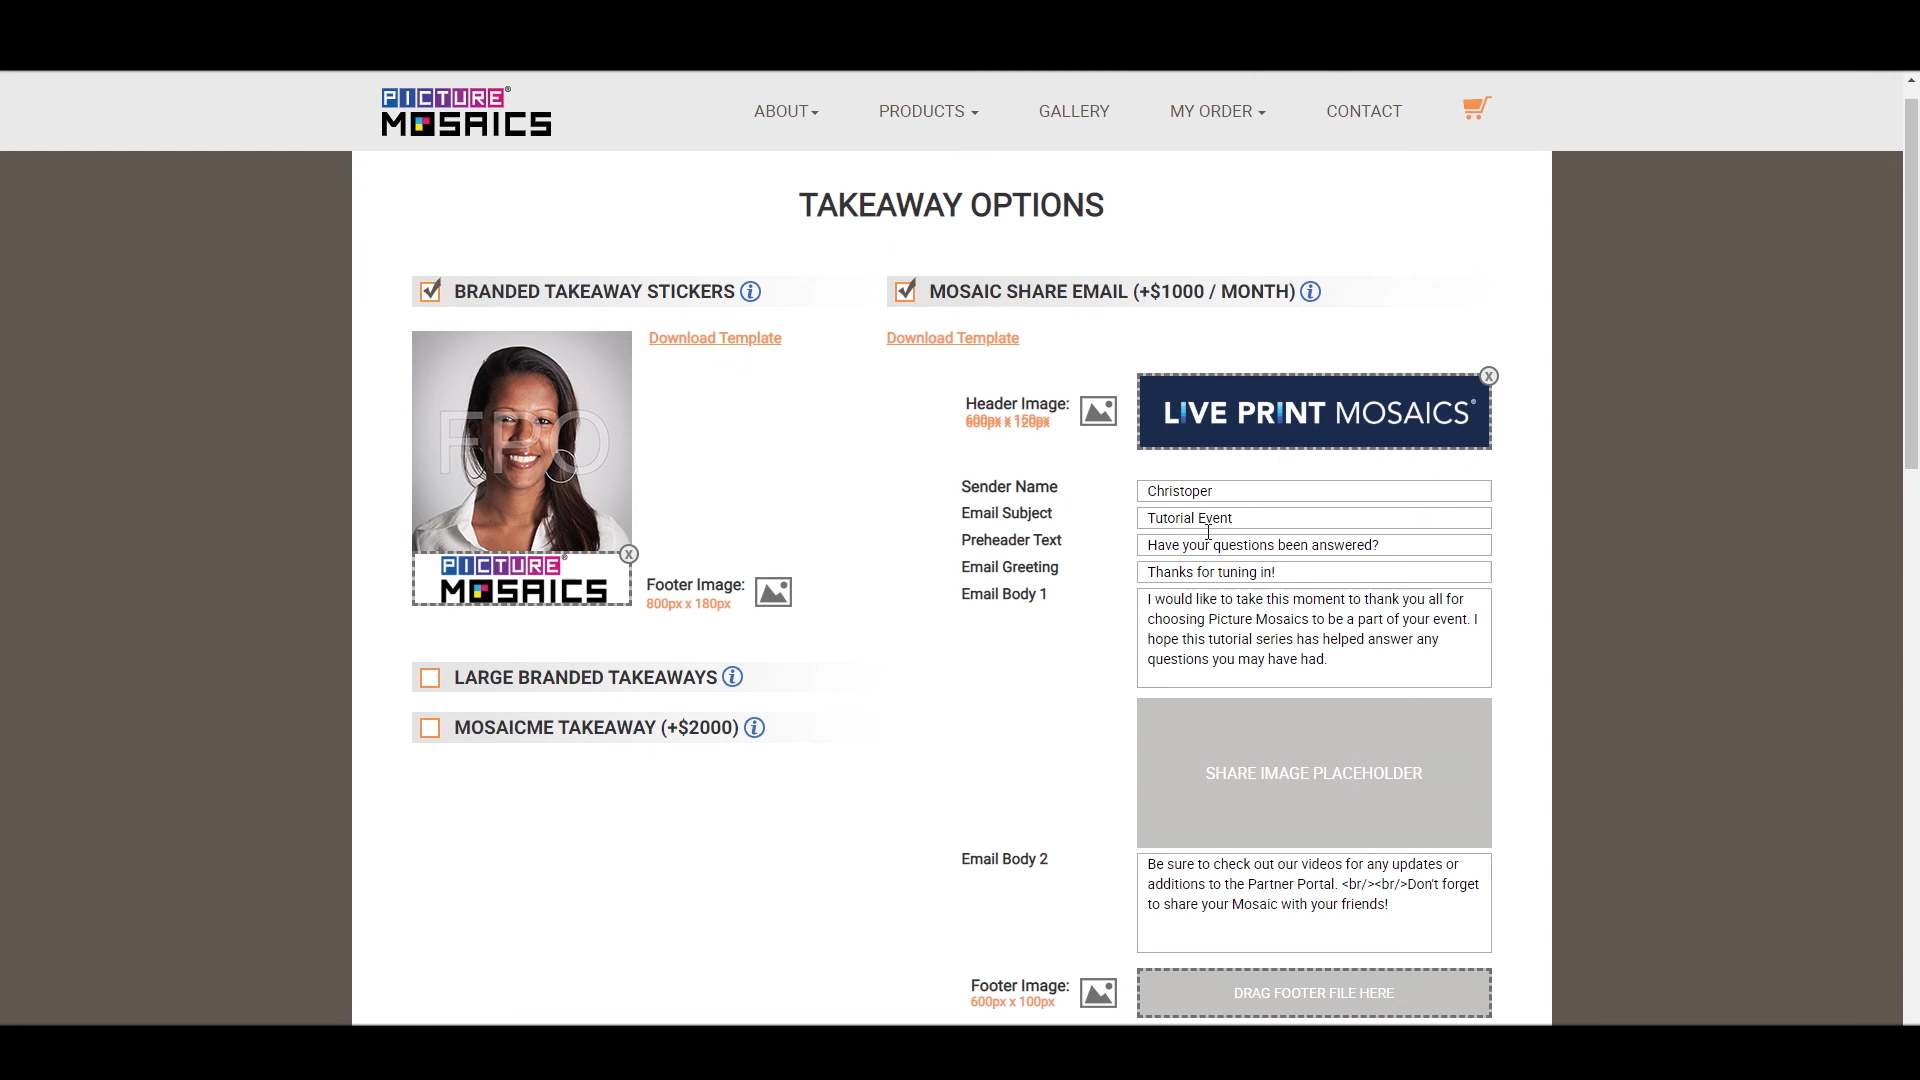 PICTURE®
MOSAICS
ABOUT
PRODUCTS
GALLERY
MY ORDER
CONTACT
TAKEAWAY OPTIONS
BRANDED TAKEAWAY STICKERS
Download Template
FPO
PICTURE®
MOSAICS
X
Footer Image:
800px x 180px
LARGE BRANDED TAKEAWAYS
MOSAICME TAKEAWAY (+$2000)
MOSAIC SHARE EMAIL (+$1000 / MONTH)
Download Template
Header Image:
600px x 150px
600px x 120px
LIVE PRINT MOSAICS®
X
Sender Name
Christoper
Email Subject
Tutorial Event
Preheader Text
Have your questions been answered?
Email Greeting
Thanks for tuning in!
Email Body 1
I would like to take this moment to thank you all for
choosing Picture Mosaics to be a part of your event. I
hope this tutorial series has helped answer any
questions you may have had.
SHARE IMAGE PLACEHOLDER
Email Body 2
Be sure to check out our videos for any updates or
additions to the Partner Portal. <br/><br/>Don't forget
to share your Mosaic with your friends!
Footer Image:
600px x 100px
DRAG FOOTER FILE HERE